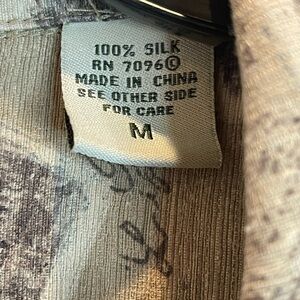 100% SILK
RN 7096©
MADE IN CHINA
SEE OTHER SIDE
FOR CARE
M